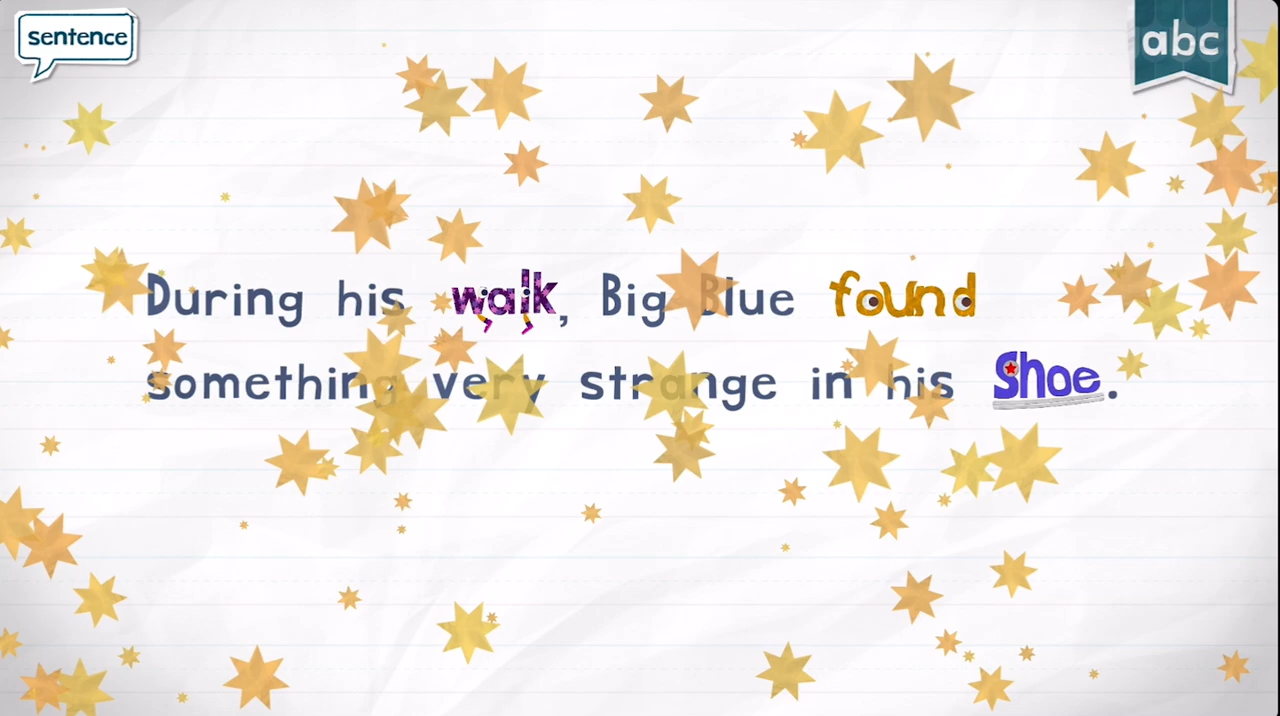 sentence
abc
During his walk, Big Blue found
something very strange in his shoe.